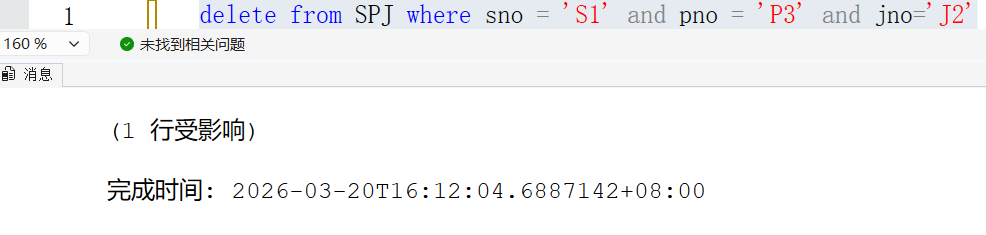 1 delete from SPJ where sno = 'S1' and pno = 'P3' and jno='J2'
160 % 未找到相关问题
消息
(1 行受影响)
完成时间: 2026-03-20T16:12:04.6887142+08:00